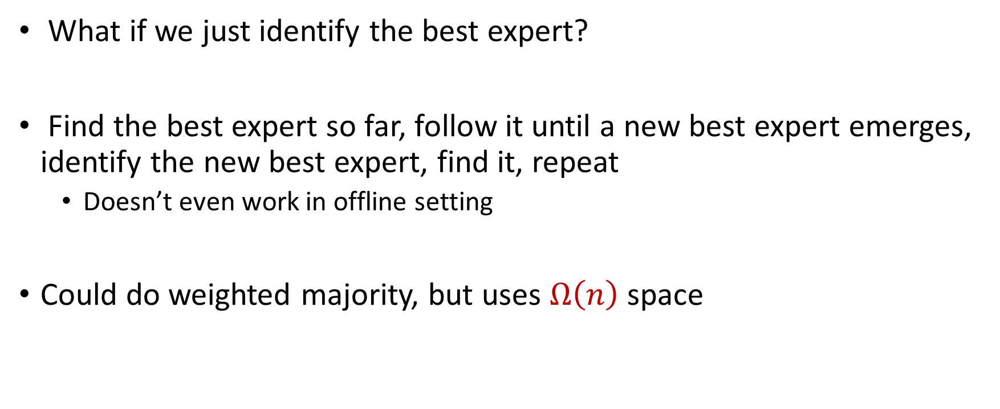 • What if we just identify the best expert?
• Find the best expert so far, follow it until a new best expert emerges,
identify the new best expert, find it, repeat
• Doesn’t even work in offline setting
• Could do weighted majority, but uses Ω(n) space